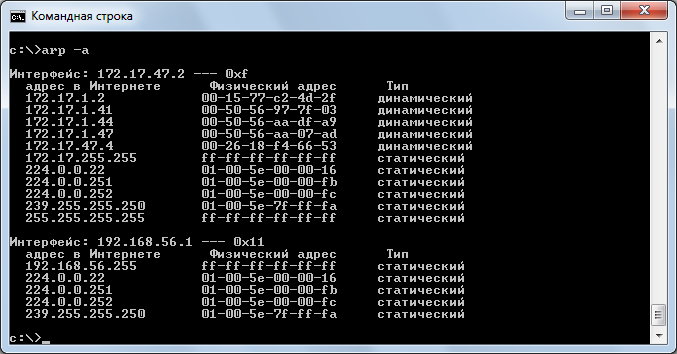 Командная строка
c:\>arp -a
Интерфейс: 172.17.47.2 --- 0xf
адрес в Интернете Физический адрес Тип
172.17.1.2 00-15-77-c2-4d-2f динамический
172.17.1.41 00-50-56-97-7f-03 динамический
172.17.1.44 00-50-56-aa-df-a9 динамический
172.17.1.47 00-50-56-aa-07-ad динамический
172.17.47.4 00-26-18-f4-66-53 динамический
172.17.255.255 ff-ff-ff-ff-ff-ff статический
224.0.0.22 01-00-5e-00-00-16 статический
224.0.0.251 01-00-5e-00-00-fb статический
224.0.0.252 01-00-5e-00-00-fc статический
239.255.255.250 01-00-5e-7f-ff-fa статический
255.255.255.255 ff-ff-ff-ff-ff-ff статический
Интерфейс: 192.168.56.1 --- 0x11
адрес в Интернете Физический адрес Тип
192.168.56.255 ff-ff-ff-ff-ff-ff статический
224.0.0.22 01-00-5e-00-00-16 статический
224.0.0.251 01-00-5e-00-00-fb статический
224.0.0.252 01-00-5e-00-00-fc статический
239.255.255.250 01-00-5e-7f-ff-fa статический
c:\>_